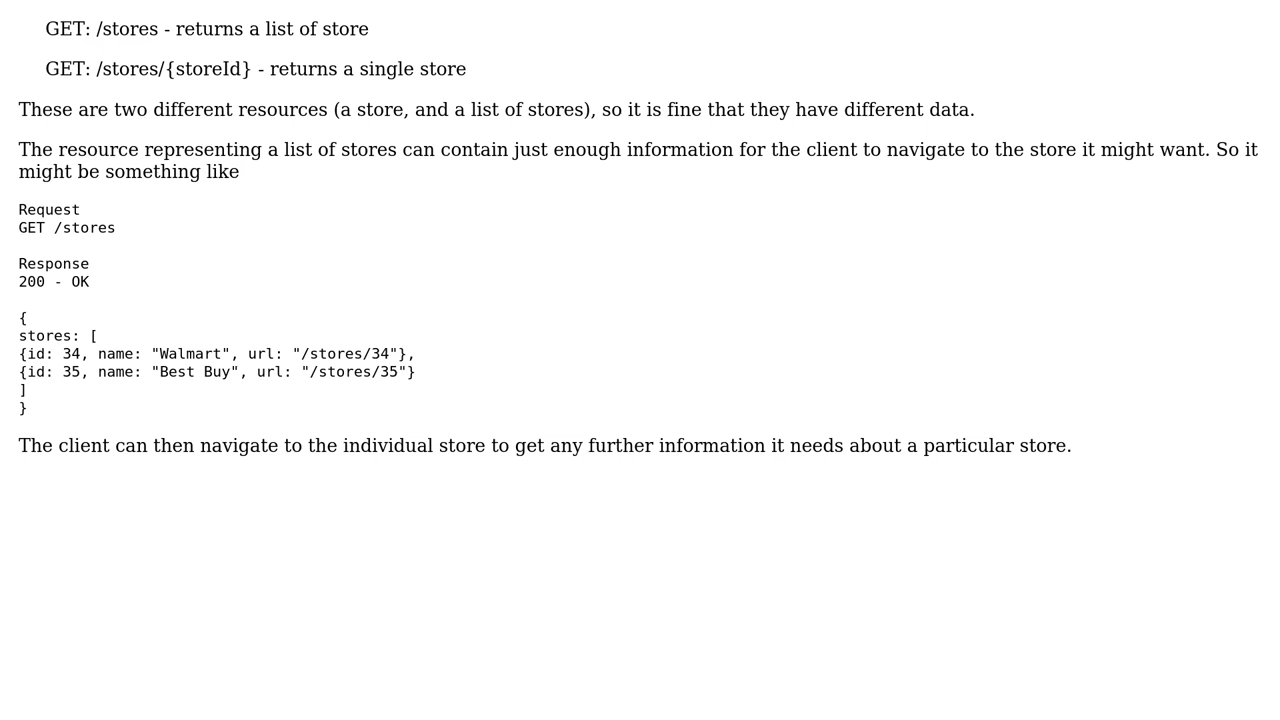 GET: /stores - returns a list of store
GET: /stores/{storeId} - returns a single store
These are two different resources (a store, and a list of stores), so it is fine that they have different data.
The resource representing a list of stores can contain just enough information for the client to navigate to the store it might want. So it
might be something like
Request
GET /stores
Response
200 - OK
{
stores: [
{id: 34, name: "Walmart", url: "/stores/34"},
{id: 35, name: "Best Buy", url: "/stores/35"}
]
}
The client can then navigate to the individual store to get any further information it needs about a particular store.